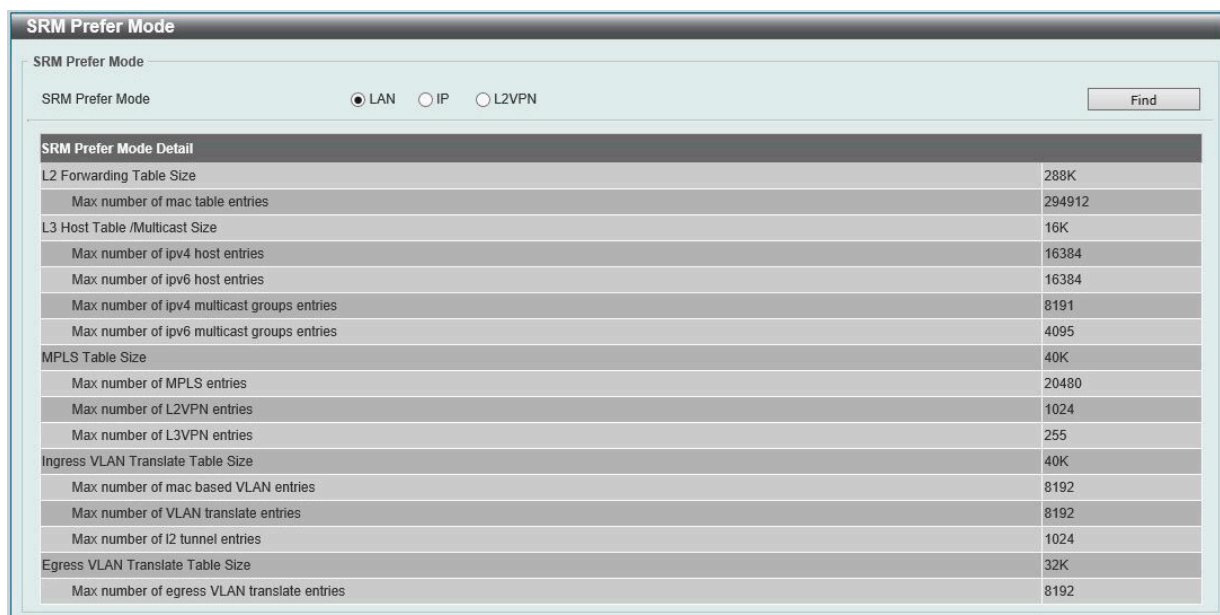 SRM Prefer Mode
SRM Prefer Mode
SRM Prefer Mode LAN IP L2VPN Find
SRM Prefer Mode Detail
L2 Forwarding Table Size 288K
Max number of mac table entries 294912
L3 Host Table /Multicast Size 16K
Max number of ipv4 host entries 16384
Max number of ipv6 host entries 16384
Max number of ipv4 multicast groups entries 8191
Max number of ipv6 multicast groups entries 4095
MPLS Table Size 40K
Max number of MPLS entries 20480
Max number of L2VPN entries 1024
Max number of L3VPN entries 255
Ingress VLAN Translate Table Size 40K
Max number of mac based VLAN entries 8192
Max number of VLAN translate entries 8192
Max number of l2 tunnel entries 1024
Egress VLAN Translate Table Size 32K
Max number of egress VLAN translate entries 8192